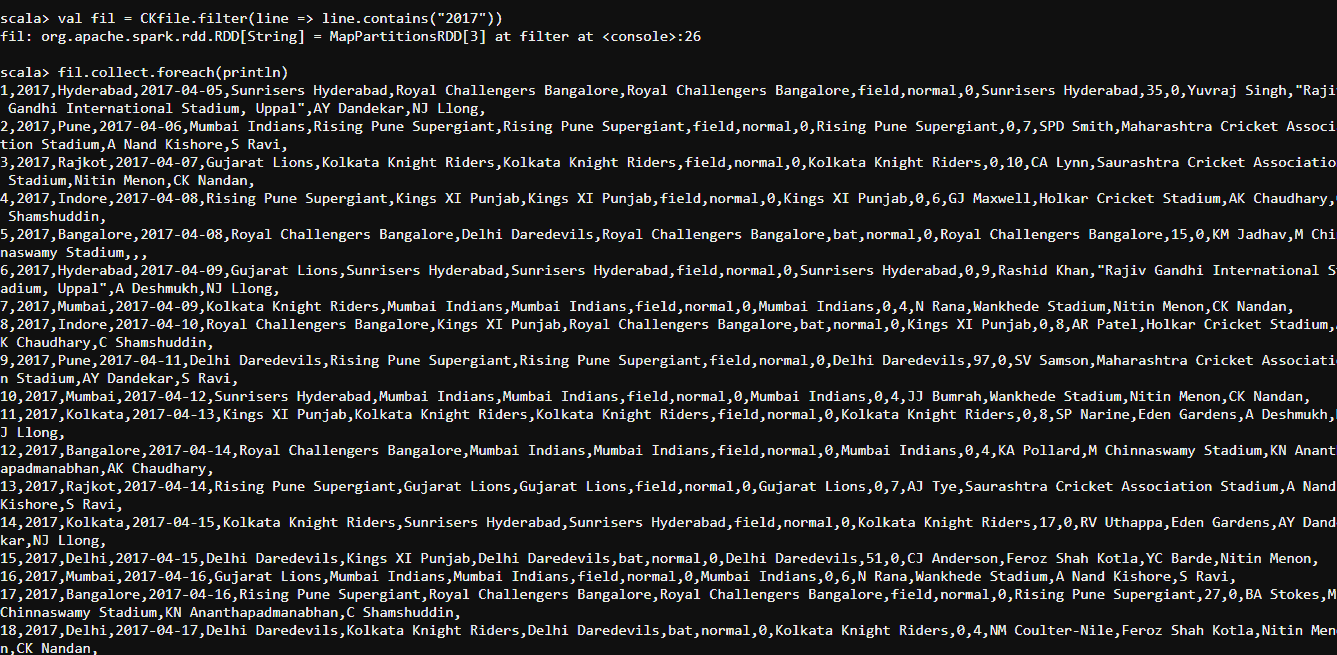 scala> val fil = CKfile.filter(line => line.contains("2017"))
fil: org.apache.spark.rdd.RDD[String] = MapPartitionsRDD[3] at filter at <console>:26
scala> fil.collect.foreach(println)
1,2017,Hyderabad,2017-04-05,Sunrisers Hyderabad,Royal Challengers Bangalore,Royal Challengers Bangalore,field,normal,0,Sunrisers Hyderabad,35,0,Yuvraj Singh,"Raji
Gandhi International Stadium, Uppal",AY Dandekar,NJ Llong,
2,2017,Pune,2017-04-06,Mumbai Indians,Rising Pune Supergiant,Rising Pune Supergiant,field,normal,0,Rising Pune Supergiant,0,7,SPD Smith,Maharashtra Cricket Associ
tion Stadium,A Nand Kishore,S Ravi,
3,2017,Rajkot,2017-04-07,Gujarat Lions,Kolkata Knight Riders,Kolkata Knight Riders,field,normal,0,Kolkata Knight Riders,0,10,CA Lynn,Saurashtra Cricket Associatio
Stadium,Nitin Menon,CK Nandan,
4,2017,Indore,2017-04-08,Rising Pune Supergiant,Kings XI Punjab,Kings XI Punjab,field,normal,0,Kings XI Punjab,0,6,GJ Maxwell,Holkar Cricket Stadium,AK Chaudhary,
Shamshuddin,
5,2017,Bangalore,2017-04-08,Royal Challengers Bangalore,Delhi Daredevils,Royal Challengers Bangalore,bat,normal,0,Royal Challengers Bangalore,15,0,KM Jadhav,M Chi
naswamy Stadium,,,
6,2017,Hyderabad,2017-04-09,Gujarat Lions,Sunrisers Hyderabad,Sunrisers Hyderabad,field,normal,0,Sunrisers Hyderabad,0,9,Rashid Khan,"Rajiv Gandhi International S
adium, Uppal",A Deshmukh,NJ Llong,
7,2017,Mumbai,2017-04-09,Kolkata Knight Riders,Mumbai Indians,Mumbai Indians,field,normal,0,Mumbai Indians,0,4,N Rana,Wankhede Stadium,Nitin Menon,CK Nandan,
8,2017,Indore,2017-04-10,Royal Challengers Bangalore,Kings XI Punjab,Royal Challengers Bangalore,bat,normal,0,Kings XI Punjab,0,8,AR Patel,Holkar Cricket Stadium,
K Chaudhary,C Shamshuddin,
9,2017,Pune,2017-04-11,Delhi Daredevils,Rising Pune Supergiant,Rising Pune Supergiant,field,normal,0,Delhi Daredevils,97,0,SV Samson,Maharashtra Cricket Associati
n Stadium,AY Dandekar,S Ravi,
10,2017,Mumbai,2017-04-12,Sunrisers Hyderabad,Mumbai Indians,Mumbai Indians,field,normal,0,Mumbai Indians,0,4,JJ Bumrah,Wankhede Stadium,Nitin Menon,CK Nandan,
11,2017,Kolkata,2017-04-13,Kings XI Punjab,Kolkata Knight Riders,Kolkata Knight Riders,field,normal,0,Kolkata Knight Riders,0,8,SP Narine,Eden Gardens,A Deshmukh,
J Llong,
12,2017,Bangalore,2017-04-14,Royal Challengers Bangalore,Mumbai Indians,Mumbai Indians,field,normal,0,Mumbai Indians,0,4,KA Pollard,M Chinnaswamy Stadium,KN Anant
apadmanabhan,AK Chaudhary,
13,2017,Rajkot,2017-04-14,Rising Pune Supergiant,Gujarat Lions,Gujarat Lions,field,normal,0,Gujarat Lions,0,7,AJ Tye,Saurashtra Cricket Association Stadium,A Nand
Kishore,S Ravi,
14,2017,Kolkata,2017-04-15,Kolkata Knight Riders,Sunrisers Hyderabad,Sunrisers Hyderabad,field,normal,0,Kolkata Knight Riders,17,0,RV Uthappa,Eden Gardens,AY Dand
kar,NJ Llong,
15,2017,Delhi,2017-04-15,Delhi Daredevils,Kings XI Punjab,Delhi Daredevils,bat,normal,0,Delhi Daredevils,51,0,CJ Anderson,Feroz Shah Kotla,YC Barde,Nitin Menon,
16,2017,Mumbai,2017-04-16,Gujarat Lions,Mumbai Indians,Mumbai Indians,field,normal,0,Mumbai Indians,0,6,N Rana,Wankhede Stadium,A Nand Kishore,S Ravi,
17,2017,Bangalore,2017-04-16,Rising Pune Supergiant,Royal Challengers Bangalore,Royal Challengers Bangalore,field,normal,0,Rising Pune Supergiant,27,0,BA Stokes,M
Chinnaswamy Stadium,KN Ananthapadmanabhan,C Shamshuddin,
18,2017,Delhi,2017-04-17,Delhi Daredevils,Kolkata Knight Riders,Delhi Daredevils,bat,normal,0,Kolkata Knight Riders,0,4,NM Coulter-Nile,Feroz Shah Kotla,Nitin Men
n,CK Nandan,